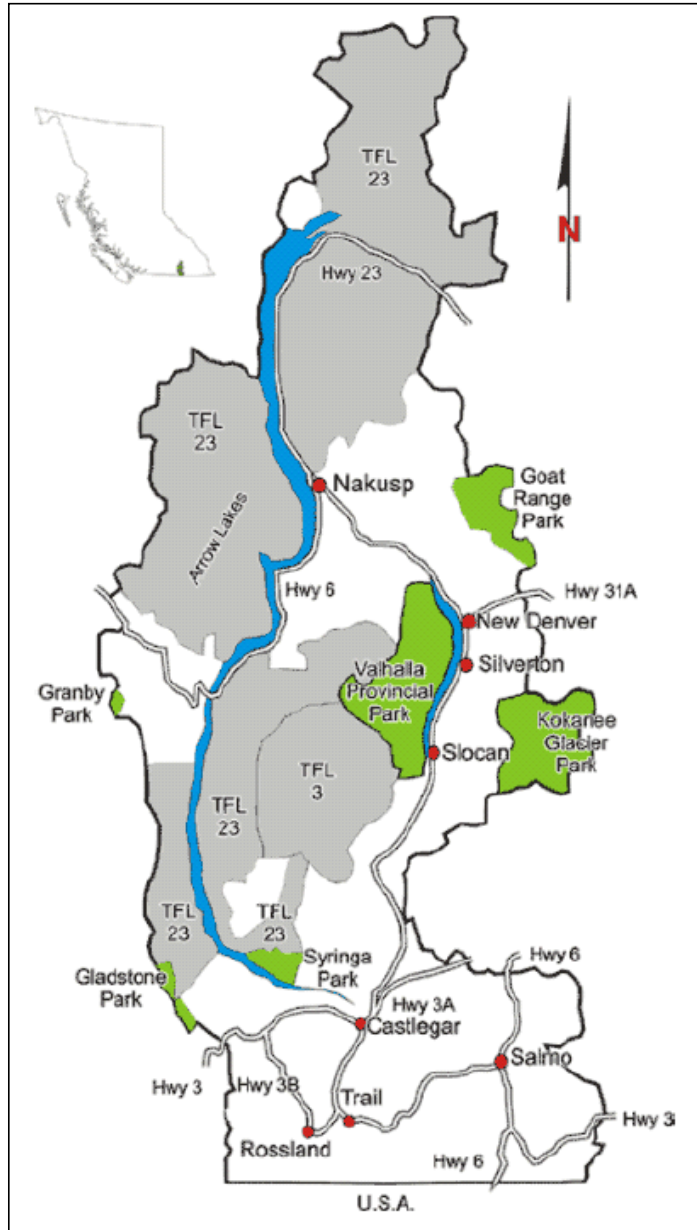 TFL
23
N
Hwy 23
TFL
23
Nakusp
Goat
Range
Park
Arrow Lakes
Hwy 6
Hwy 31A
New Denver
Valhalla
Provincial
Park
Silverton
Granby
Park
Kokanee
Glacier
Park
Slocan
TFL
3
TFL
23
TFL
23
TFL
23
Syringa
Park
Gladstone
Park
Hwy 6
Hwy 3A
Castlegar
Salmo
Hwy 3
Hwy 3B
Trail
Hwy 3
Rossland
Hwy 6
U.S.A.